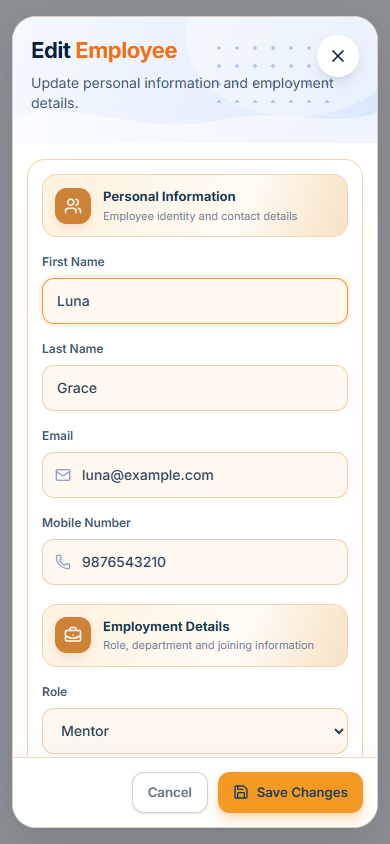 Edit Employee
Update personal information and employment
details.
Personal Information
Employee identity and contact details
First Name
Luna
Last Name
Grace
Email
luna@example.com
Mobile Number
9876543210
Employment Details
Role, department and joining information
Role
Mentor
Cancel
Save Changes